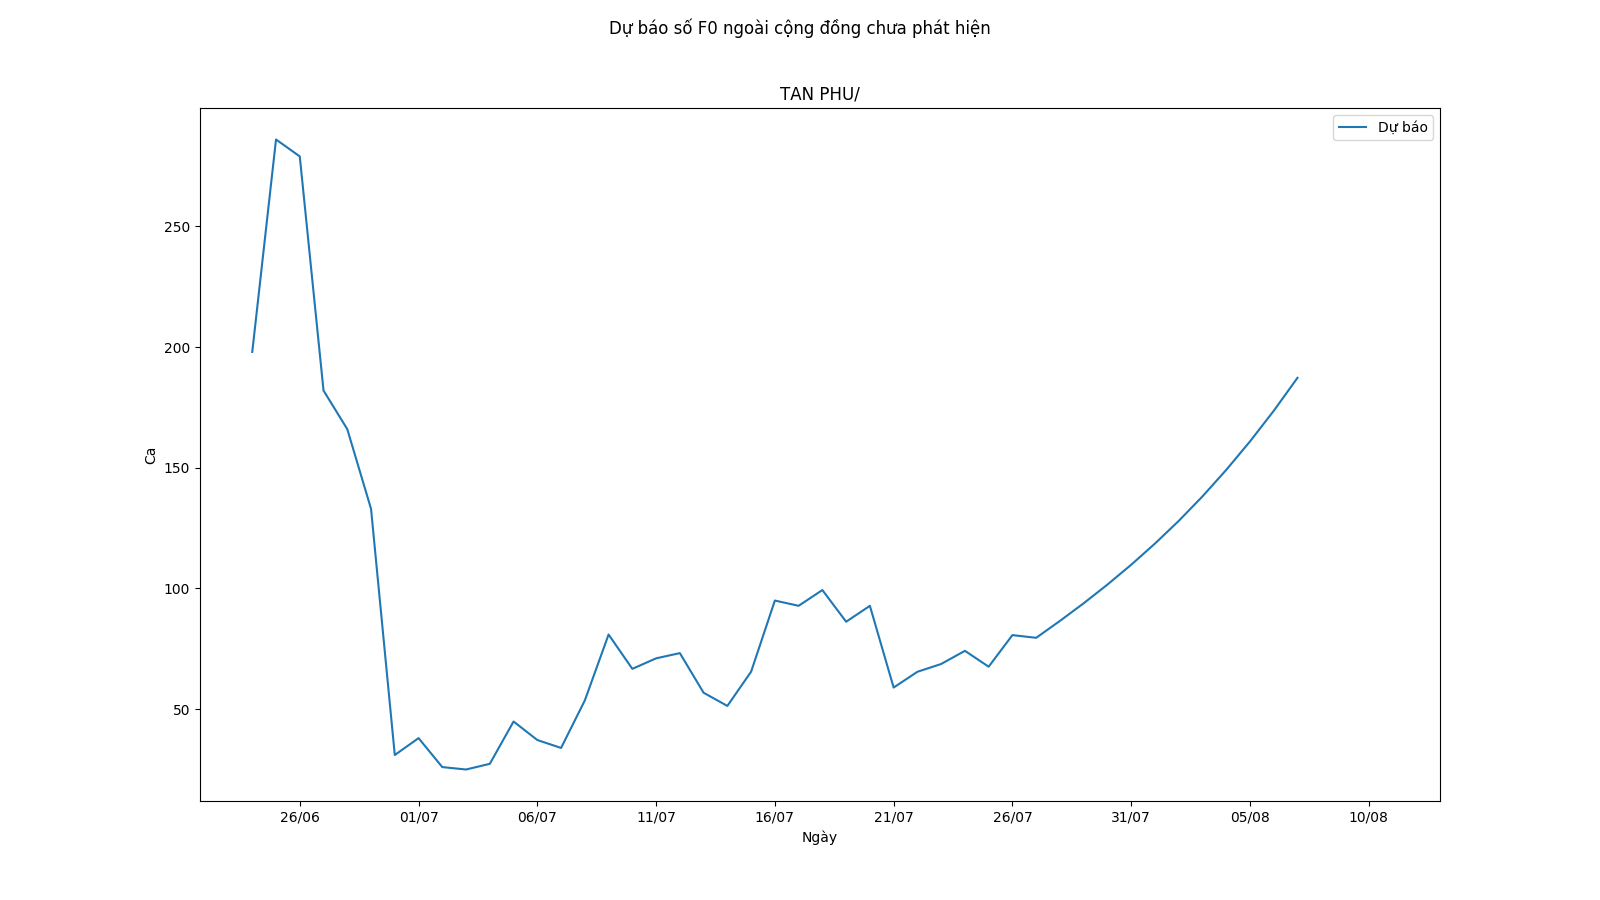 Dự báo số F0 ngoài cộng đồng chưa phát hiện
TAN PHU/
Dự báo
250
200
150
100
50
Ca
26/06 01/07 06/07 11/07 16/07 21/07 26/07 31/07 05/08 10/08
Ngày